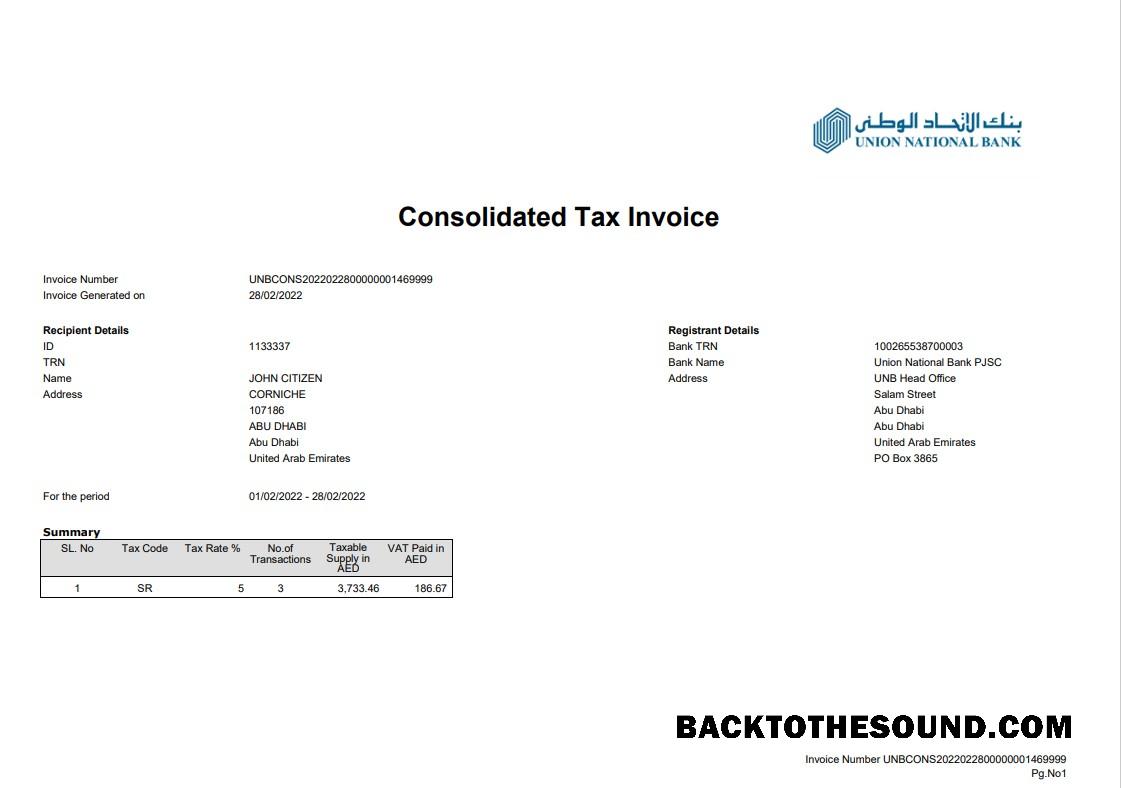 بنك الاتحاد الوطني
UNION NATIONAL BANK
Consolidated Tax Invoice
Invoice Number UNBCONS2022022800000001469999
Invoice Generated on 28/02/2022
Recipient Details
ID 1133337
TRN
Name JOHN CITIZEN
Address CORNICHE
107186
ABU DHABI
Abu Dhabi
United Arab Emirates
Registrant Details
Bank TRN 100265538700003
Bank Name Union National Bank PJSC
Address UNB Head Office
Salam Street
Abu Dhabi
Abu Dhabi
United Arab Emirates
PO Box 3865
For the period 01/02/2022 - 28/02/2022
Summary
SL. No Tax Code Tax Rate % No.of Transactions Taxable Supply in AED VAT Paid in AED
1 SR 5 3 3,733.46 186.67
BACKTOTHESOUND.COM
Invoice Number UNBCONS2022022800000001469999
Pg.No1